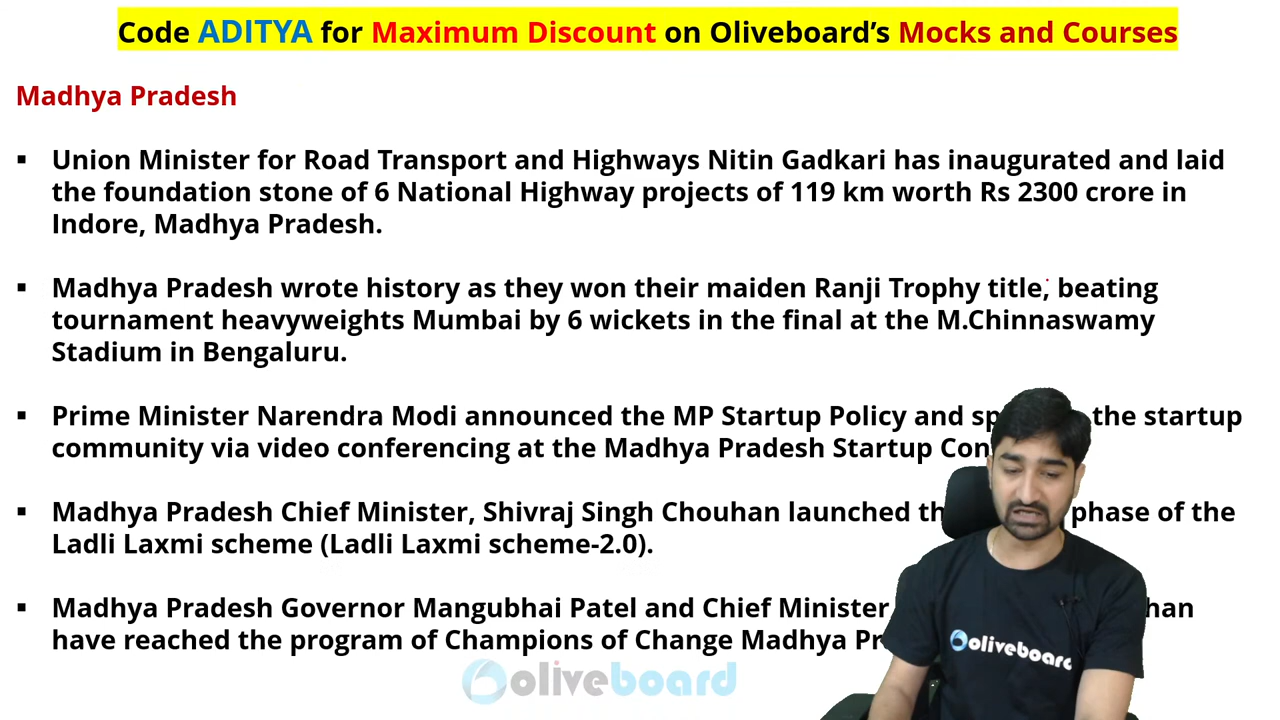 Code ADITYA for Maximum Discount on Oliveboard’s Mocks and Courses
Madhya Pradesh
▪ Union Minister for Road Transport and Highways Nitin Gadkari has inaugurated and laid
the foundation stone of 6 National Highway projects of 119 km worth Rs 2300 crore in
Indore, Madhya Pradesh.
▪ Madhya Pradesh wrote history as they won their maiden Ranji Trophy title, beating
tournament heavyweights Mumbai by 6 wickets in the final at the M.Chinnaswamy
Stadium in Bengaluru.
▪ Prime Minister Narendra Modi announced the MP Startup Policy and the startup
community via video conferencing at the Madhya Pradesh Startup
▪ Madhya Pradesh Chief Minister, Shivraj Singh Chouhan launched phase of the
Ladli Laxmi scheme (Ladli Laxmi scheme-2.0).
▪ Madhya Pradesh Governor Mangubhai Patel and Chief Minister
have reached the program of Champions of Change Madhya
oliveboard
oliveboard